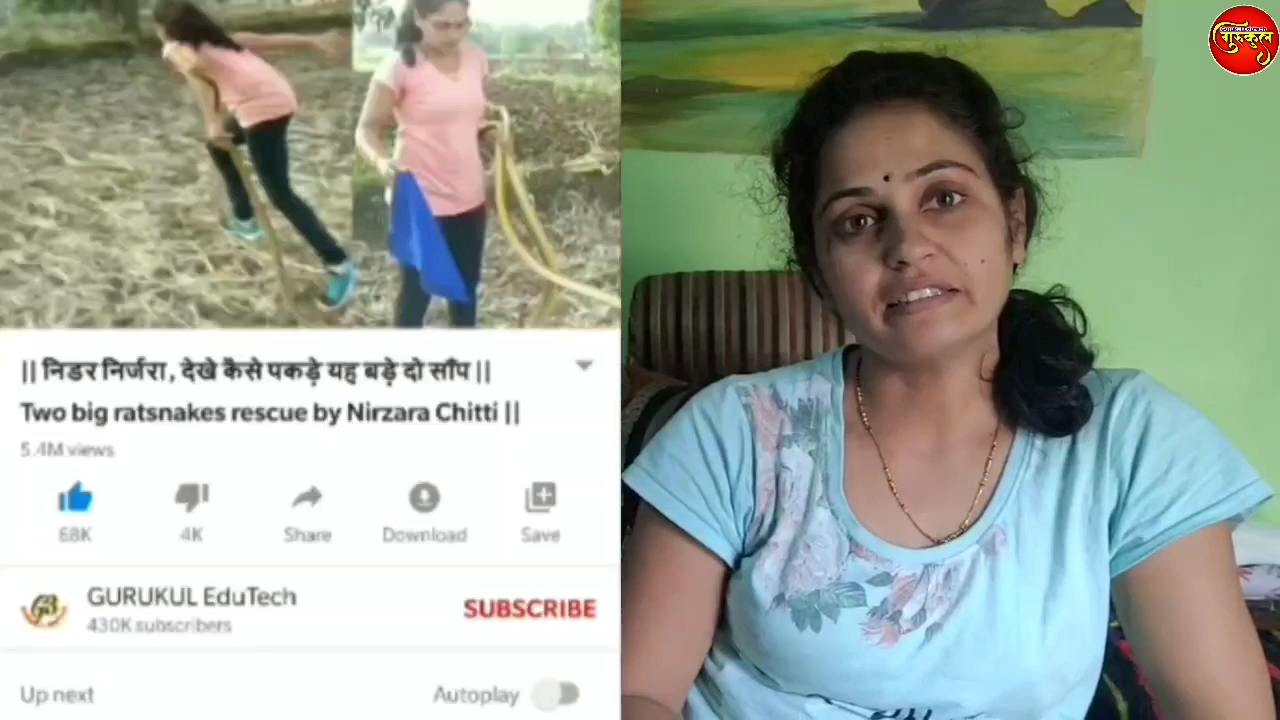 गुरुकुल
|| निडर निर्जरा, देखे कैसे पकड़े यह बड़े दो साँप ||
Two big ratsnakes rescue by Nirzara Chitti ||
5.4M views
68K
4K
Share
Download
Save
GURUKUL EduTech
430K subscribers
SUBSCRIBE
Up next
Autoplay